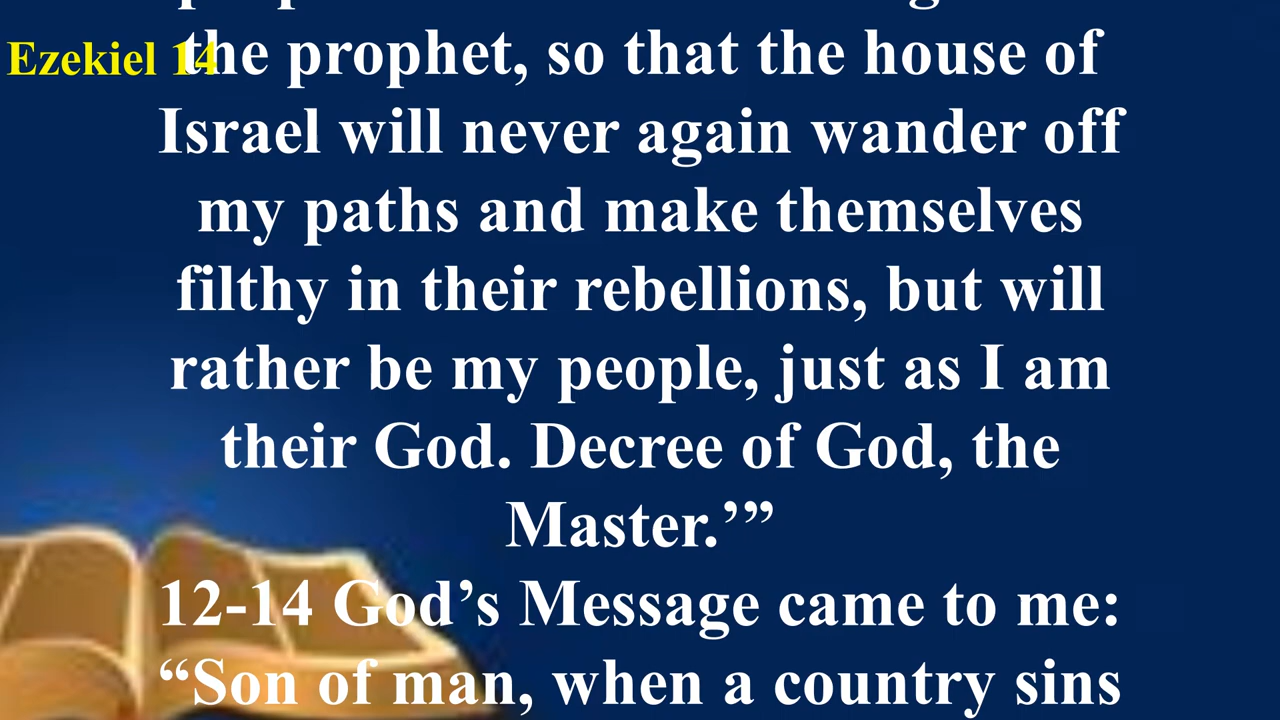 Ezekiel 14
the prophet, so that the house of
Israel will never again wander off
my paths and make themselves
filthy in their rebellions, but will
rather be my people, just as I am
their God. Decree of God, the
Master.’”
12-14 God’s Message came to me:
“Son of man, when a country sins